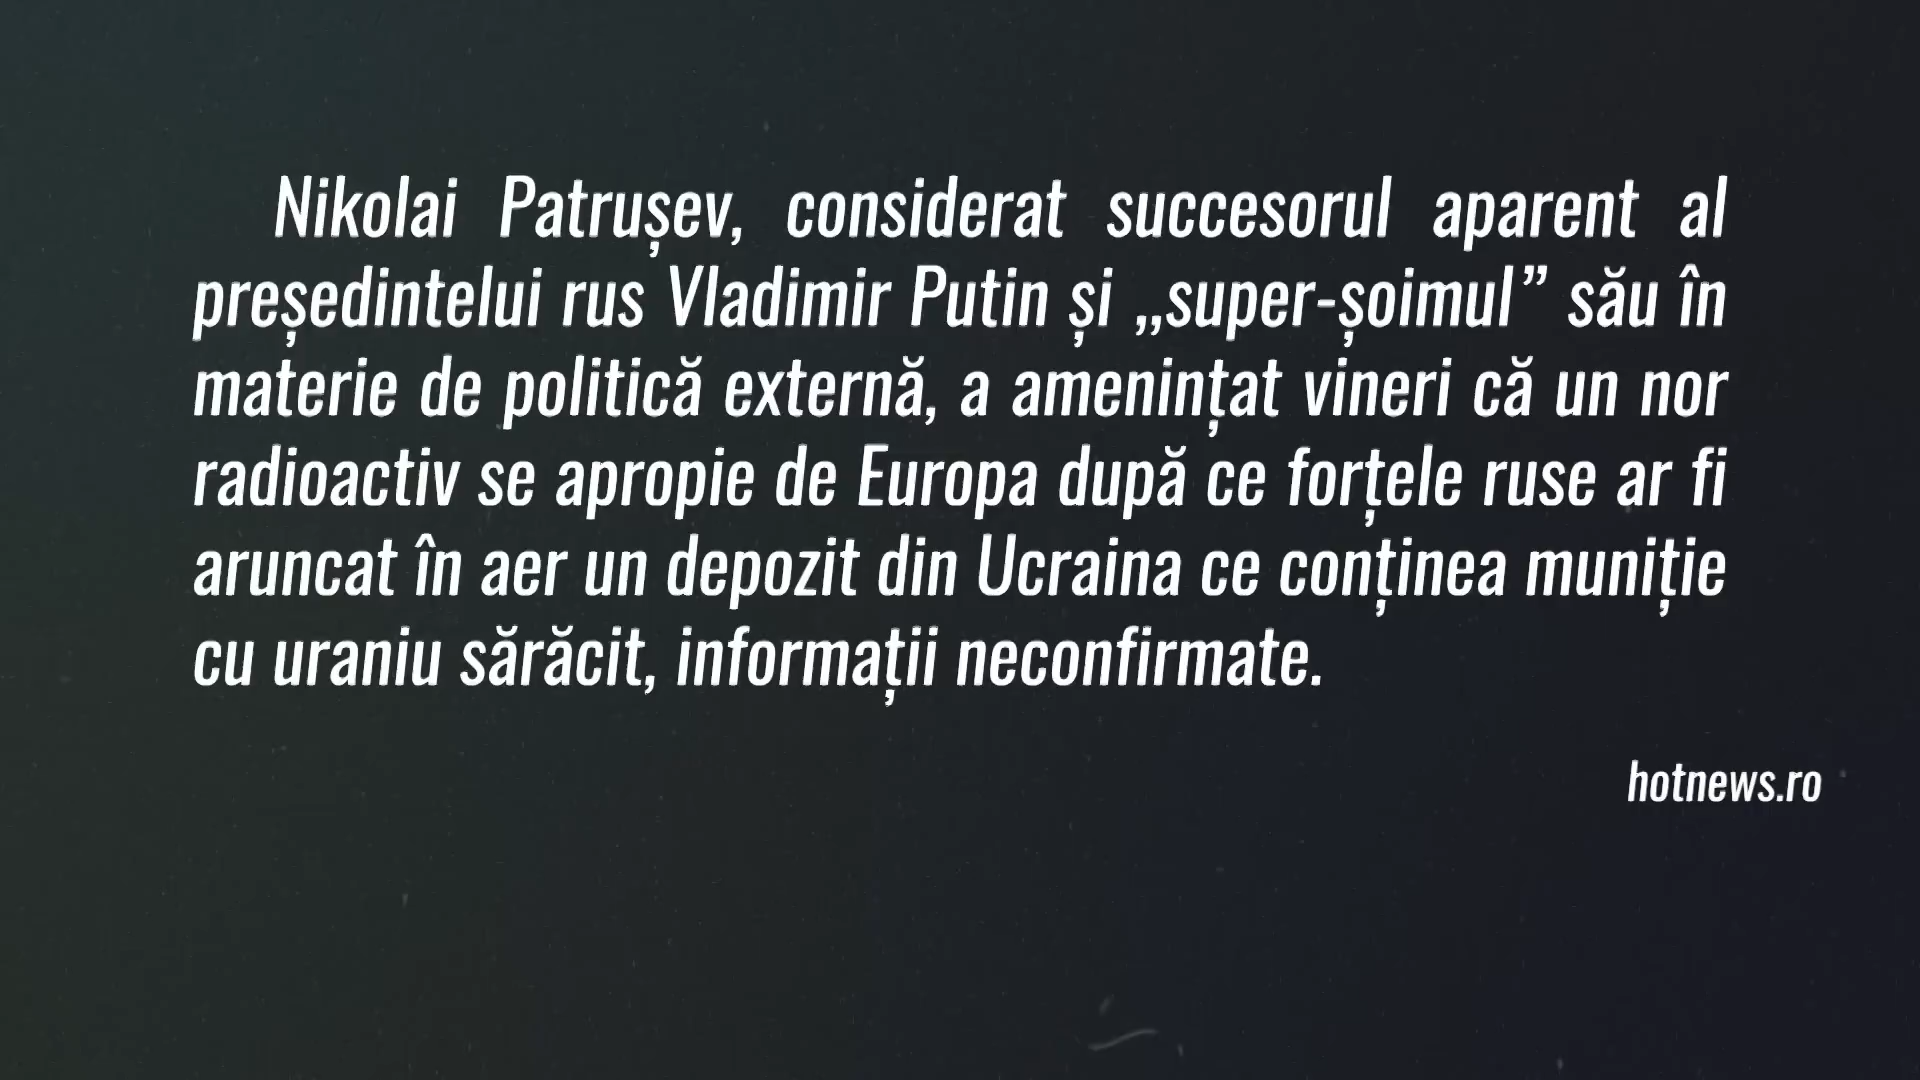 Nikolai Patrușev, considerat succesorul aparent al
președintelui rus Vladimir Putin și „super-șoimul” său în
materie de politică externă, a amenințat vineri că un nor
radioactiv se apropie de Europa după ce forțele ruse ar fi
aruncat în aer un depozit din Ucraina ce conținea muniție
cu uraniu sărăcit, informații neconfirmate.
hotnews.ro